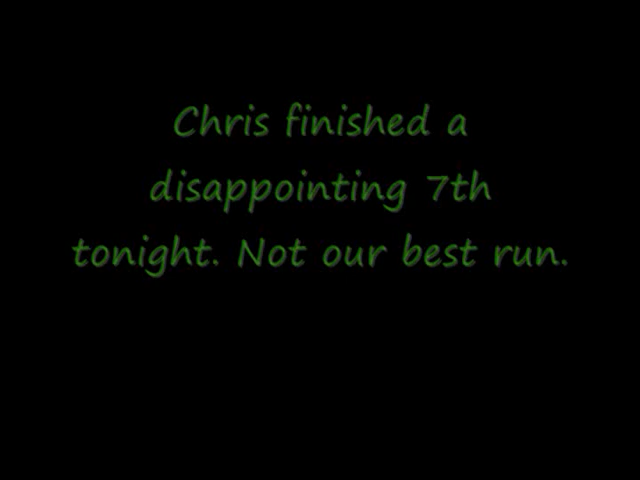 Chris finished a
disappointing 7th
tonight. Not our best run.